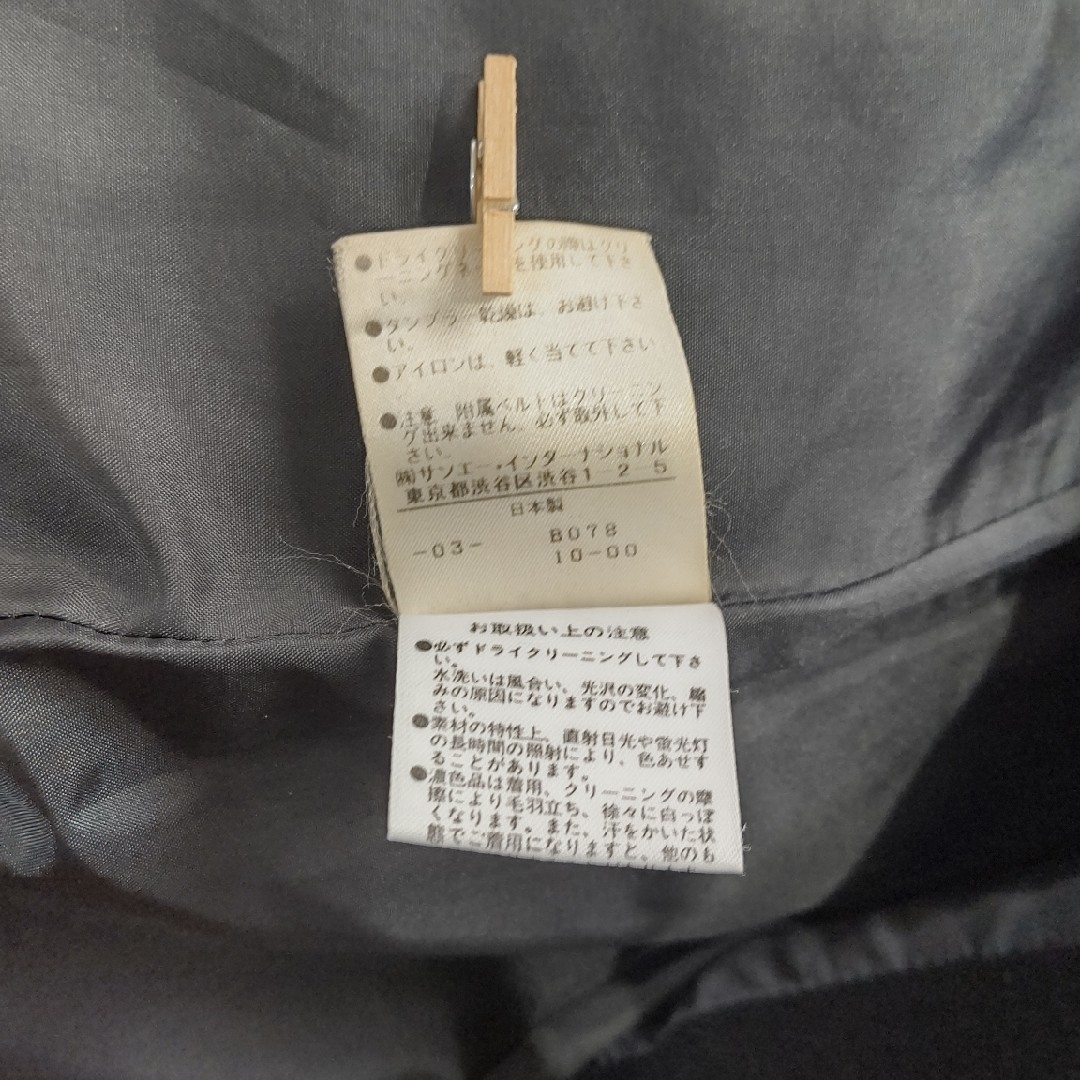 ●ドライクリーニングの際はクリ
ーニングネ を使用して下さ
い。
●タンブラー乾燥は、お避け下さ
い。
●アイロンは、軽く当てて下さい
●注意 附属ベルトはクリーニン
グ出来ません。必ず取外して下
さい。
㈱サンエー・インターナショナル
東京都渋谷区渋谷1-2-5
日本製
-03- B078
10-00
お取扱い上の注意
●必ずドライクリーニングして下さ
い。
水洗いは風合い、光沢の変化、縮
みの原因になりますのでお避け下
さい。
●素材の特性上、直射日光や蛍光灯
の長時間の照射により、色あせす
ることがあります。
●濃色品は着用、クリーニングの摩
擦により毛羽立ち、徐々に白っぽ
くなります。また、汗をかいた状
態でご着用になりますと、他のも